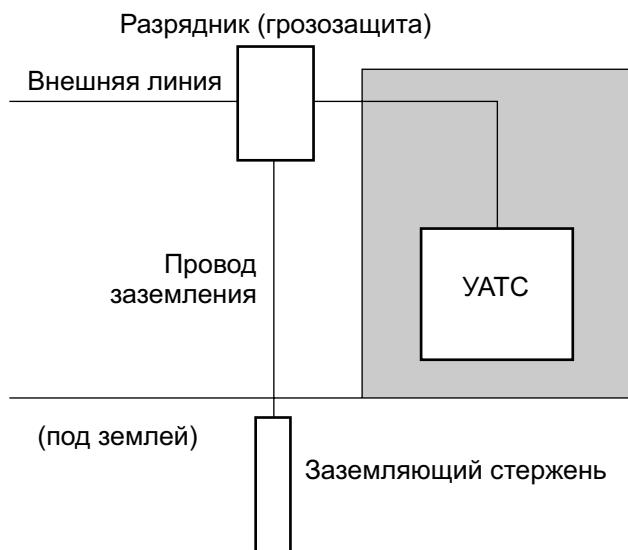 Разрядник (грозозащита)
Внешняя линия
Провод
заземления
УАТС
(под землей)
Заземляющий стержень